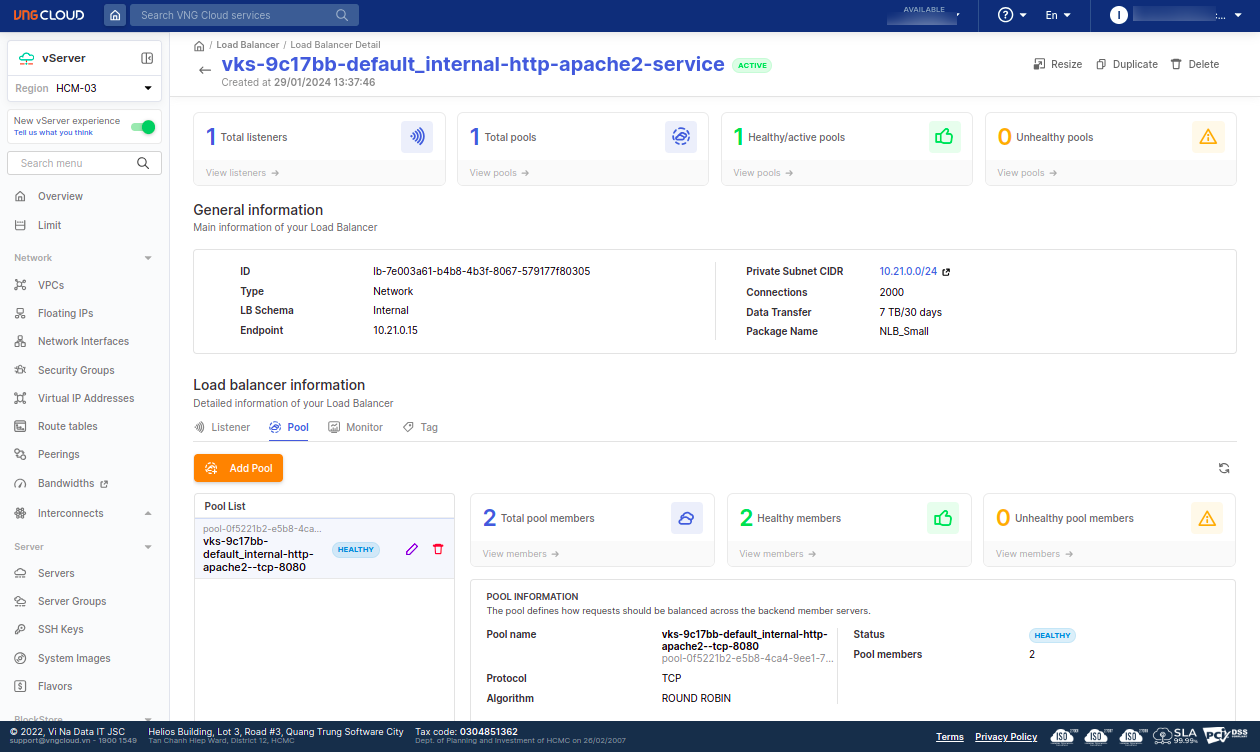 VNG CLOUD
Search VNG Cloud services
AVAILABLE
En
I
...
vServer
Region HCM-03
New vServer experience
Tell us what you think
Search menu
Overview
Limit
Network
VPCs
Floating IPs
Network Interfaces
Security Groups
Virtual IP Addresses
Route tables
Peerings
Bandwidths
Interconnects
Server
Servers
Server Groups
SSH Keys
System Images
Flavors
BlockStore
/ Load Balancer / Load Balancer Detail
vks-9c17bb-default_internal-http-apache2-service ACTIVE
Created at 29/01/2024 13:37:46
Resize Duplicate Delete
1 Total listeners
View listeners
1 Total pools
View pools
1 Healthy/active pools
View pools
0 Unhealthy pools
View pools
General information
Main information of your Load Balancer
ID lb-7e003a61-b4b8-4b3f-8067-579177f80305
Type Network
LB Schema Internal
Endpoint 10.21.0.15
Private Subnet CIDR 10.21.0.0/24
Connections 2000
Data Transfer 7 TB/30 days
Package Name NLB_Small
Load balancer information
Detailed information of your Load Balancer
Listener Pool Monitor Tag
Add Pool
Pool List
pool-0f5221b2-e5b8-4ca...
vks-9c17bb-
default_internal-http-
apache2--tcp-8080
HEALTHY
2 Total pool members
View members
2 Healthy members
View members
0 Unhealthy pool members
View members
POOL INFORMATION
The pool defines how requests should be balanced across the backend member servers.
Pool name vks-9c17bb-default_internal-http-
apache2--tcp-8080
pool-0f5221b2-e5b8-4ca4-9ee1-7...
Protocol TCP
Algorithm ROUND ROBIN
Status HEALTHY
Pool members 2
© 2022, Vi Na Data IT JSC
support@vngcloud.vn - 1900 1549
Helios Building, Lot 3, Road #3, Quang Trung Software City
Tan Chanh Hiep Ward, District 12, HCMC
Tax code: 0304851362
Dept. of Planning and Investment of HCMC on 26/02/2007
Terms Privacy Policy
ISO ISO ISO
SLA
99.99%
PCI DSS